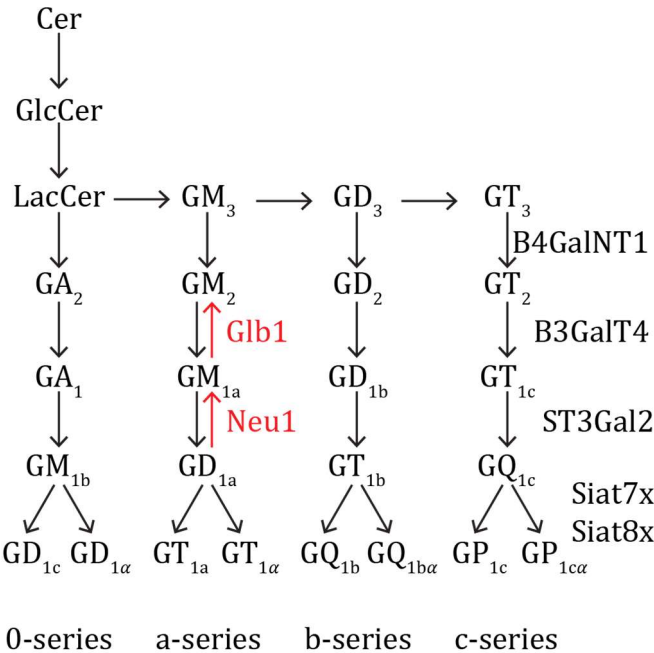 Cer
GlcCer
LacCer GM3 GD3 GT3
B4GalNT1
GA2 GM2 GD2 GT2
Glb1 B3GalT4
GA1 GM1a GD1b GT1c
Neu1 ST3Gal2
GM1b GD1a GT1b GQ1c
Siat7x
Siat8x
GD1c GD1α GT1a GT1α GQ1b GQ1bα GP1c GP1cα
0-series a-series b-series c-series